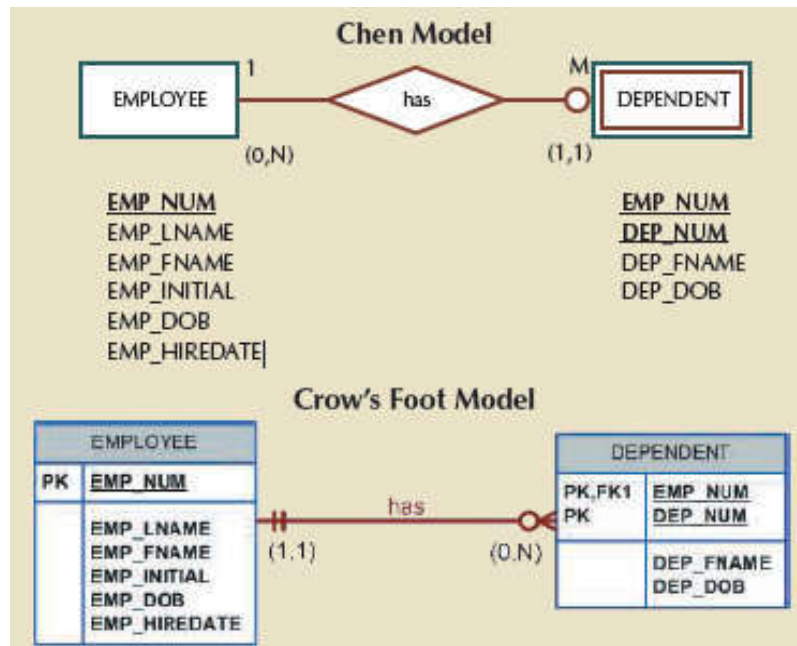 Chen Model
1
M
EMPLOYEE
has
DEPENDENT
(0,N)
(1,1)
EMP_NUM
EMP_LNAME
EMP_FNAME
EMP_INITIAL
EMP_DOB
EMP_HIREDATE
EMP_NUM
DEP_NUM
DEP_FNAME
DEP_DOB
Crow's Foot Model
EMPLOYEE
PK EMP_NUM
EMP_LNAME
EMP_FNAME
EMP_INITIAL
EMP_DOB
EMP_HIREDATE
has
(1.1)
(0.N)
DEPENDENT
PK,FK1 EMP_NUM
PK DEP_NUM
DEP_FNAME
DEP_DOB